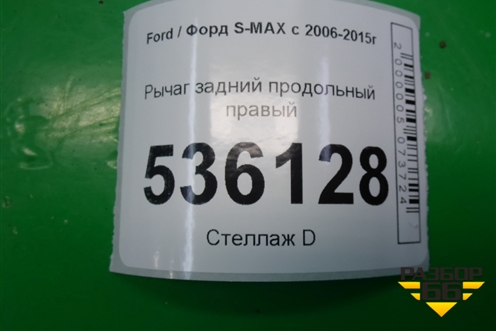 Ford / Форд S-MAX с 2006-2015г
Рычаг задний продольный
правый
536128
Стеллаж D
2000005073724
РАЗБОР
66